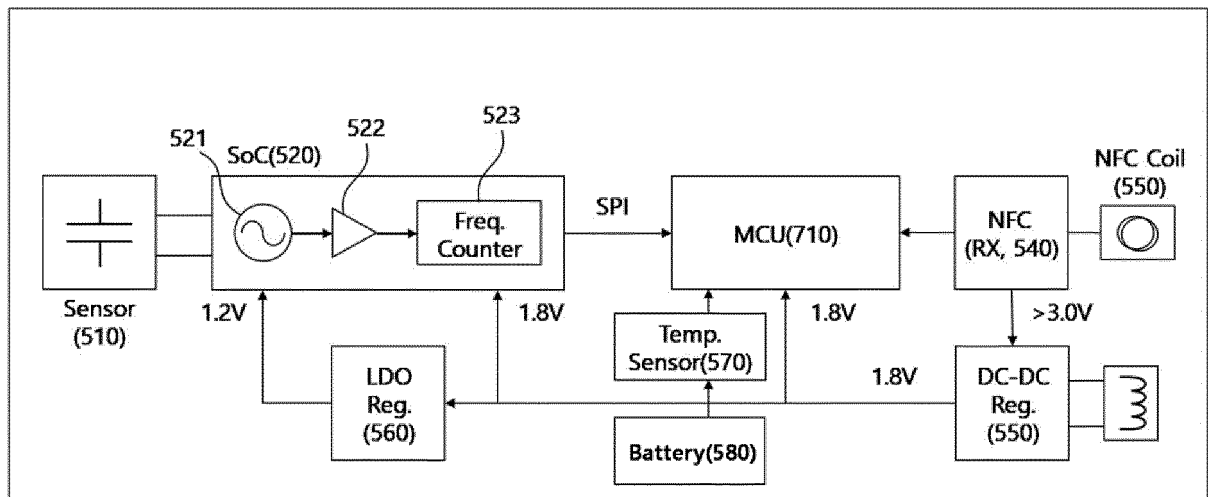 521
522
523
SoC(520)
NFC Coil
(550)
Freq.
Counter
SPI
MCU(710)
NFC
(RX, 540)
Sensor
(510)
1.2V
1.8V
1.8V
>3.0V
Temp.
Sensor(570)
LDO
Reg.
(560)
1.8V
DC-DC
Reg.
(550)
Battery(580)